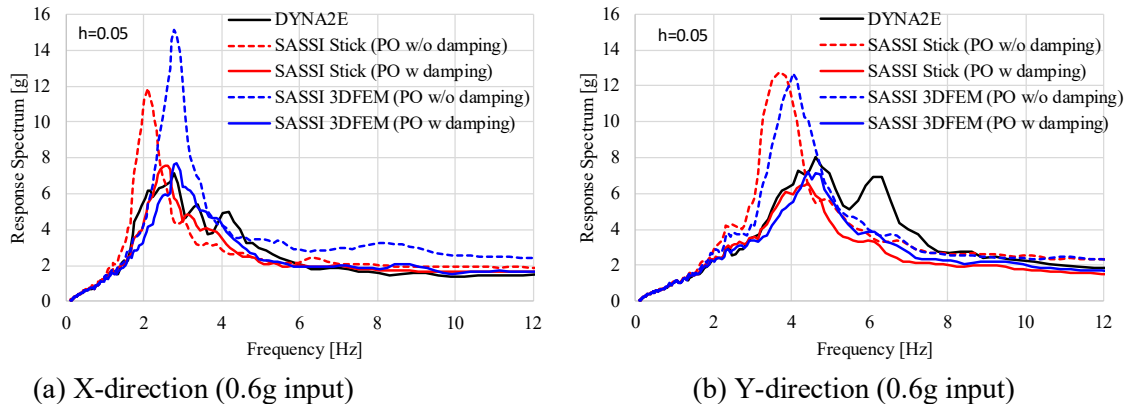 16
14
12
10
8
6
4
2
0
Response Spectrum [g]
h=0.05
DYNA2E
SASSI Stick (PO w/o damping)
SASSI Stick (PO w damping)
SASSI 3DFEM (PO w/o damping)
SASSI 3DFEM (PO w damping)
0 2 4 6 8 10 12
Frequency [Hz]
(a) X-direction (0.6g input)
16
14
12
10
8
6
4
2
0
Response Spectrum [g]
h=0.05
DYNA2E
SASSI Stick (PO w/o damping)
SASSI Stick (PO w damping)
SASSI 3DFEM (PO w/o damping)
SASSI 3DFEM (PO w damping)
0 2 4 6 8 10 12
Frequency [Hz]
(b) Y-direction (0.6g input)